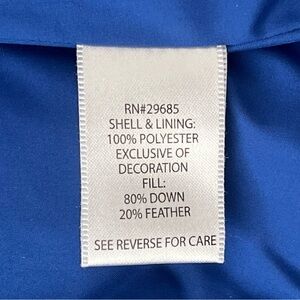 RN#29685
SHELL & LINING:
100% POLYESTER
EXCLUSIVE OF
DECORATION
FILL:
80% DOWN
20% FEATHER
SEE REVERSE FOR CARE